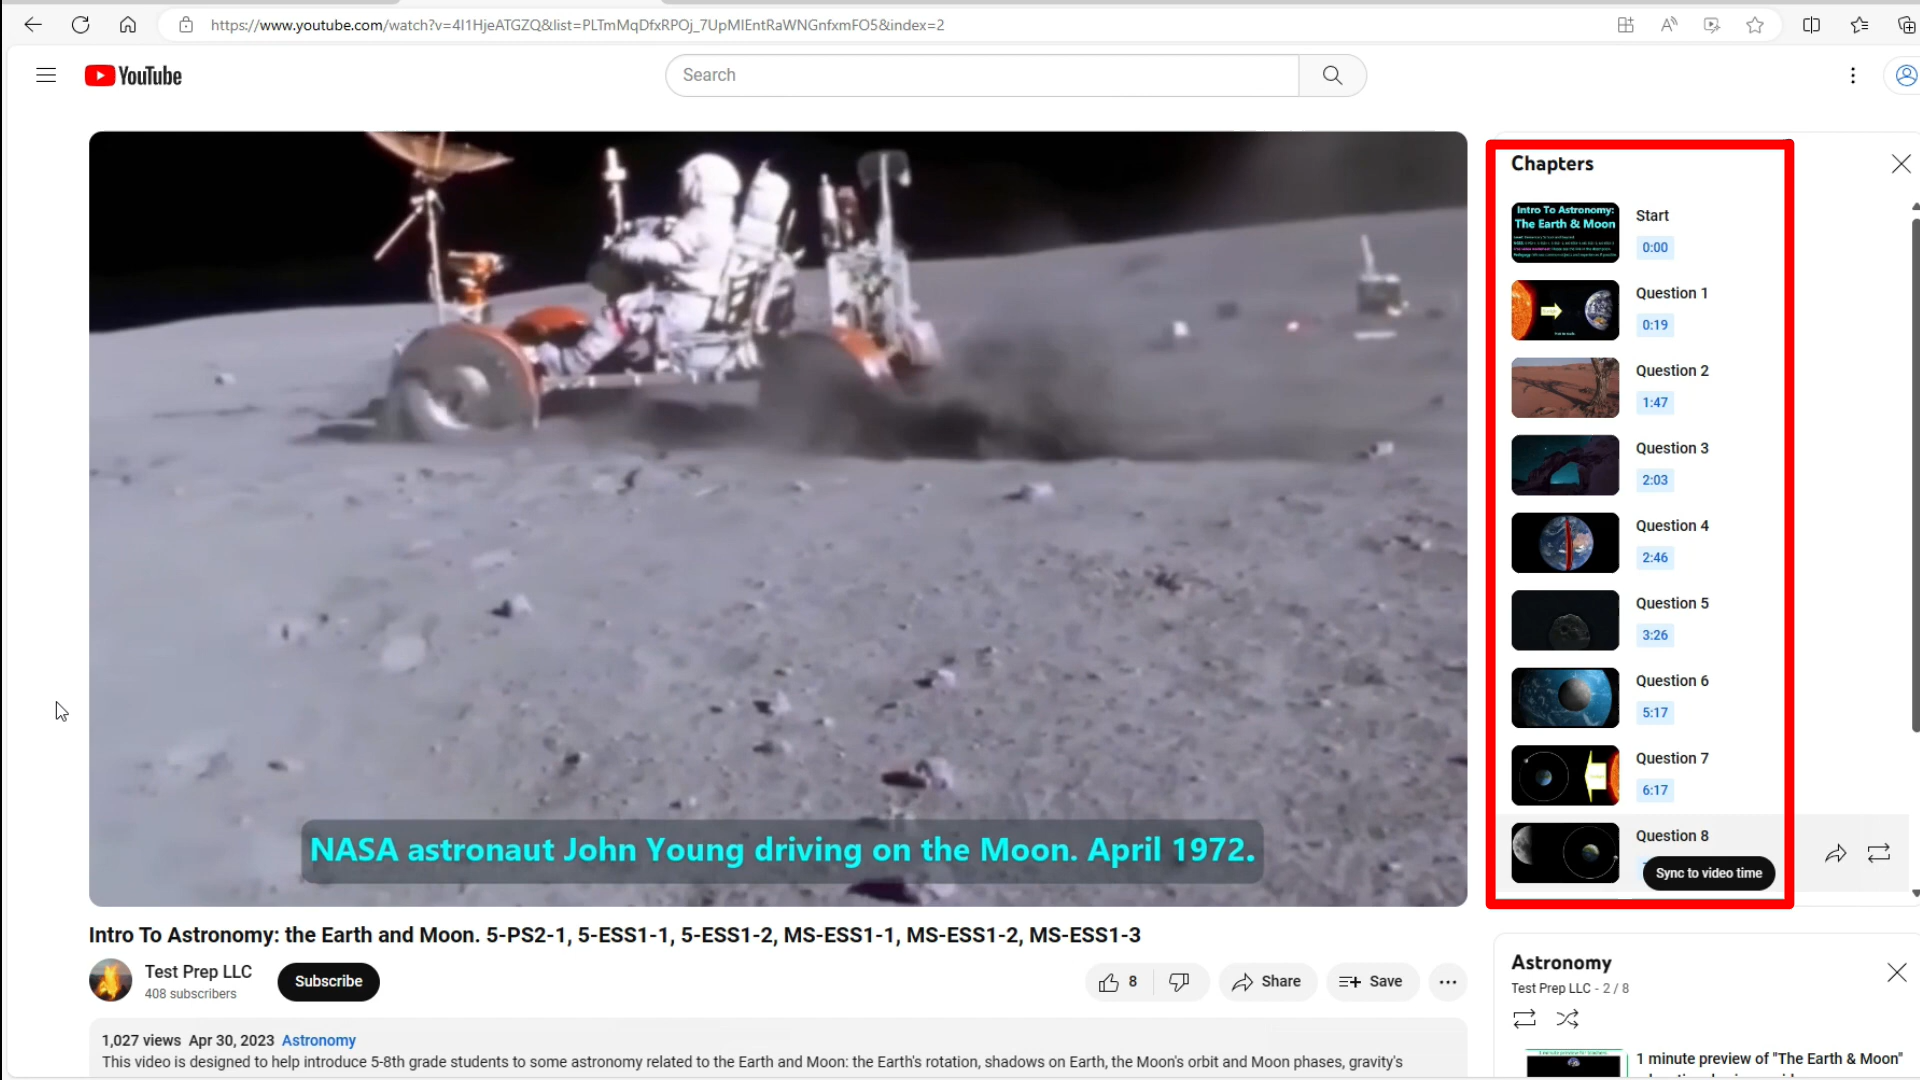 https://www.youtube.com/watch?v=4I1HjeATGZQ&list=PLTmMqDfxRPOj_7UpMlEntRaWNGnfxmFO5&index=2
YouTube
Search
NASA astronaut John Young driving on the Moon. April 1972.
Intro To Astronomy: the Earth and Moon. 5-PS2-1, 5-ESS1-1, 5-ESS1-2, MS-ESS1-1, MS-ESS1-2, MS-ESS1-3
Test Prep LLC
408 subscribers
Subscribe
8
Share
Save
1,027 views Apr 30, 2023 Astronomy
This video is designed to help introduce 5-8th grade students to some astronomy related to the Earth and Moon: the Earth's rotation, shadows on Earth, the Moon's orbit and Moon phases, gravity's
Chapters
Intro To Astronomy:
The Earth & Moon
Start
0:00
Question 1
0:19
Question 2
1:47
Question 3
2:03
Question 4
2:46
Question 5
3:26
Question 6
5:17
Question 7
6:17
Question 8
Sync to video time
Astronomy
Test Prep LLC - 2 / 8
1 minute preview of "The Earth & Moon"